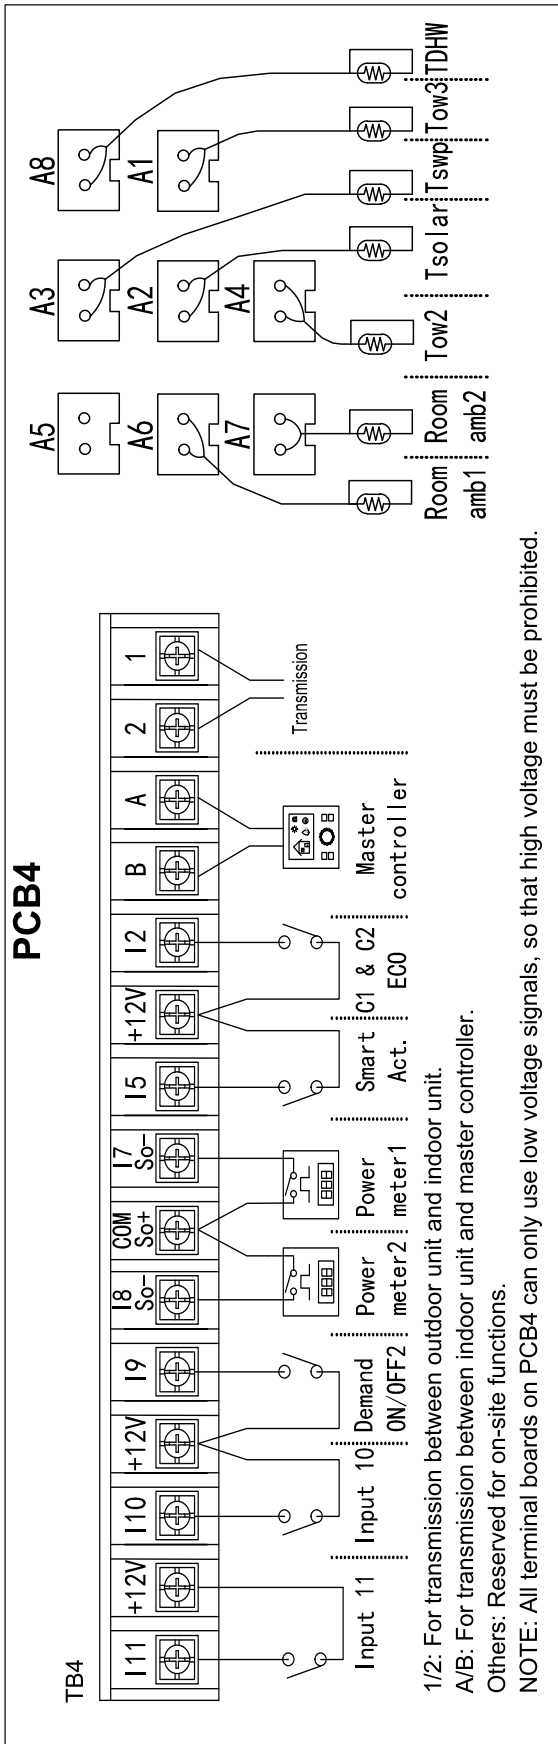 PCB4
TB4
I11
+12V
I10
+12V
I9
I8
So-
COM
So+
I7
So-
I5
+12V
I2
B
A
2
1
Input 11
Input 10
Demand
ON/OFF2
Power
meter2
Power
meter1
Smart
Act.
C1 & C2
ECO
Master
controller
Transmission
A5
A3
A8
A6
A2
A1
A7
A4
Room
amb1
Room
amb2
Tow2
Tsolar
Tswp
Tow3
TDHW
1/2: For transmission between outdoor unit and indoor unit.
A/B: For transmission between indoor unit and master controller.
Others: Reserved for on-site functions.
NOTE: All terminal boards on PCB4 can only use low voltage signals, so that high voltage must be prohibited.